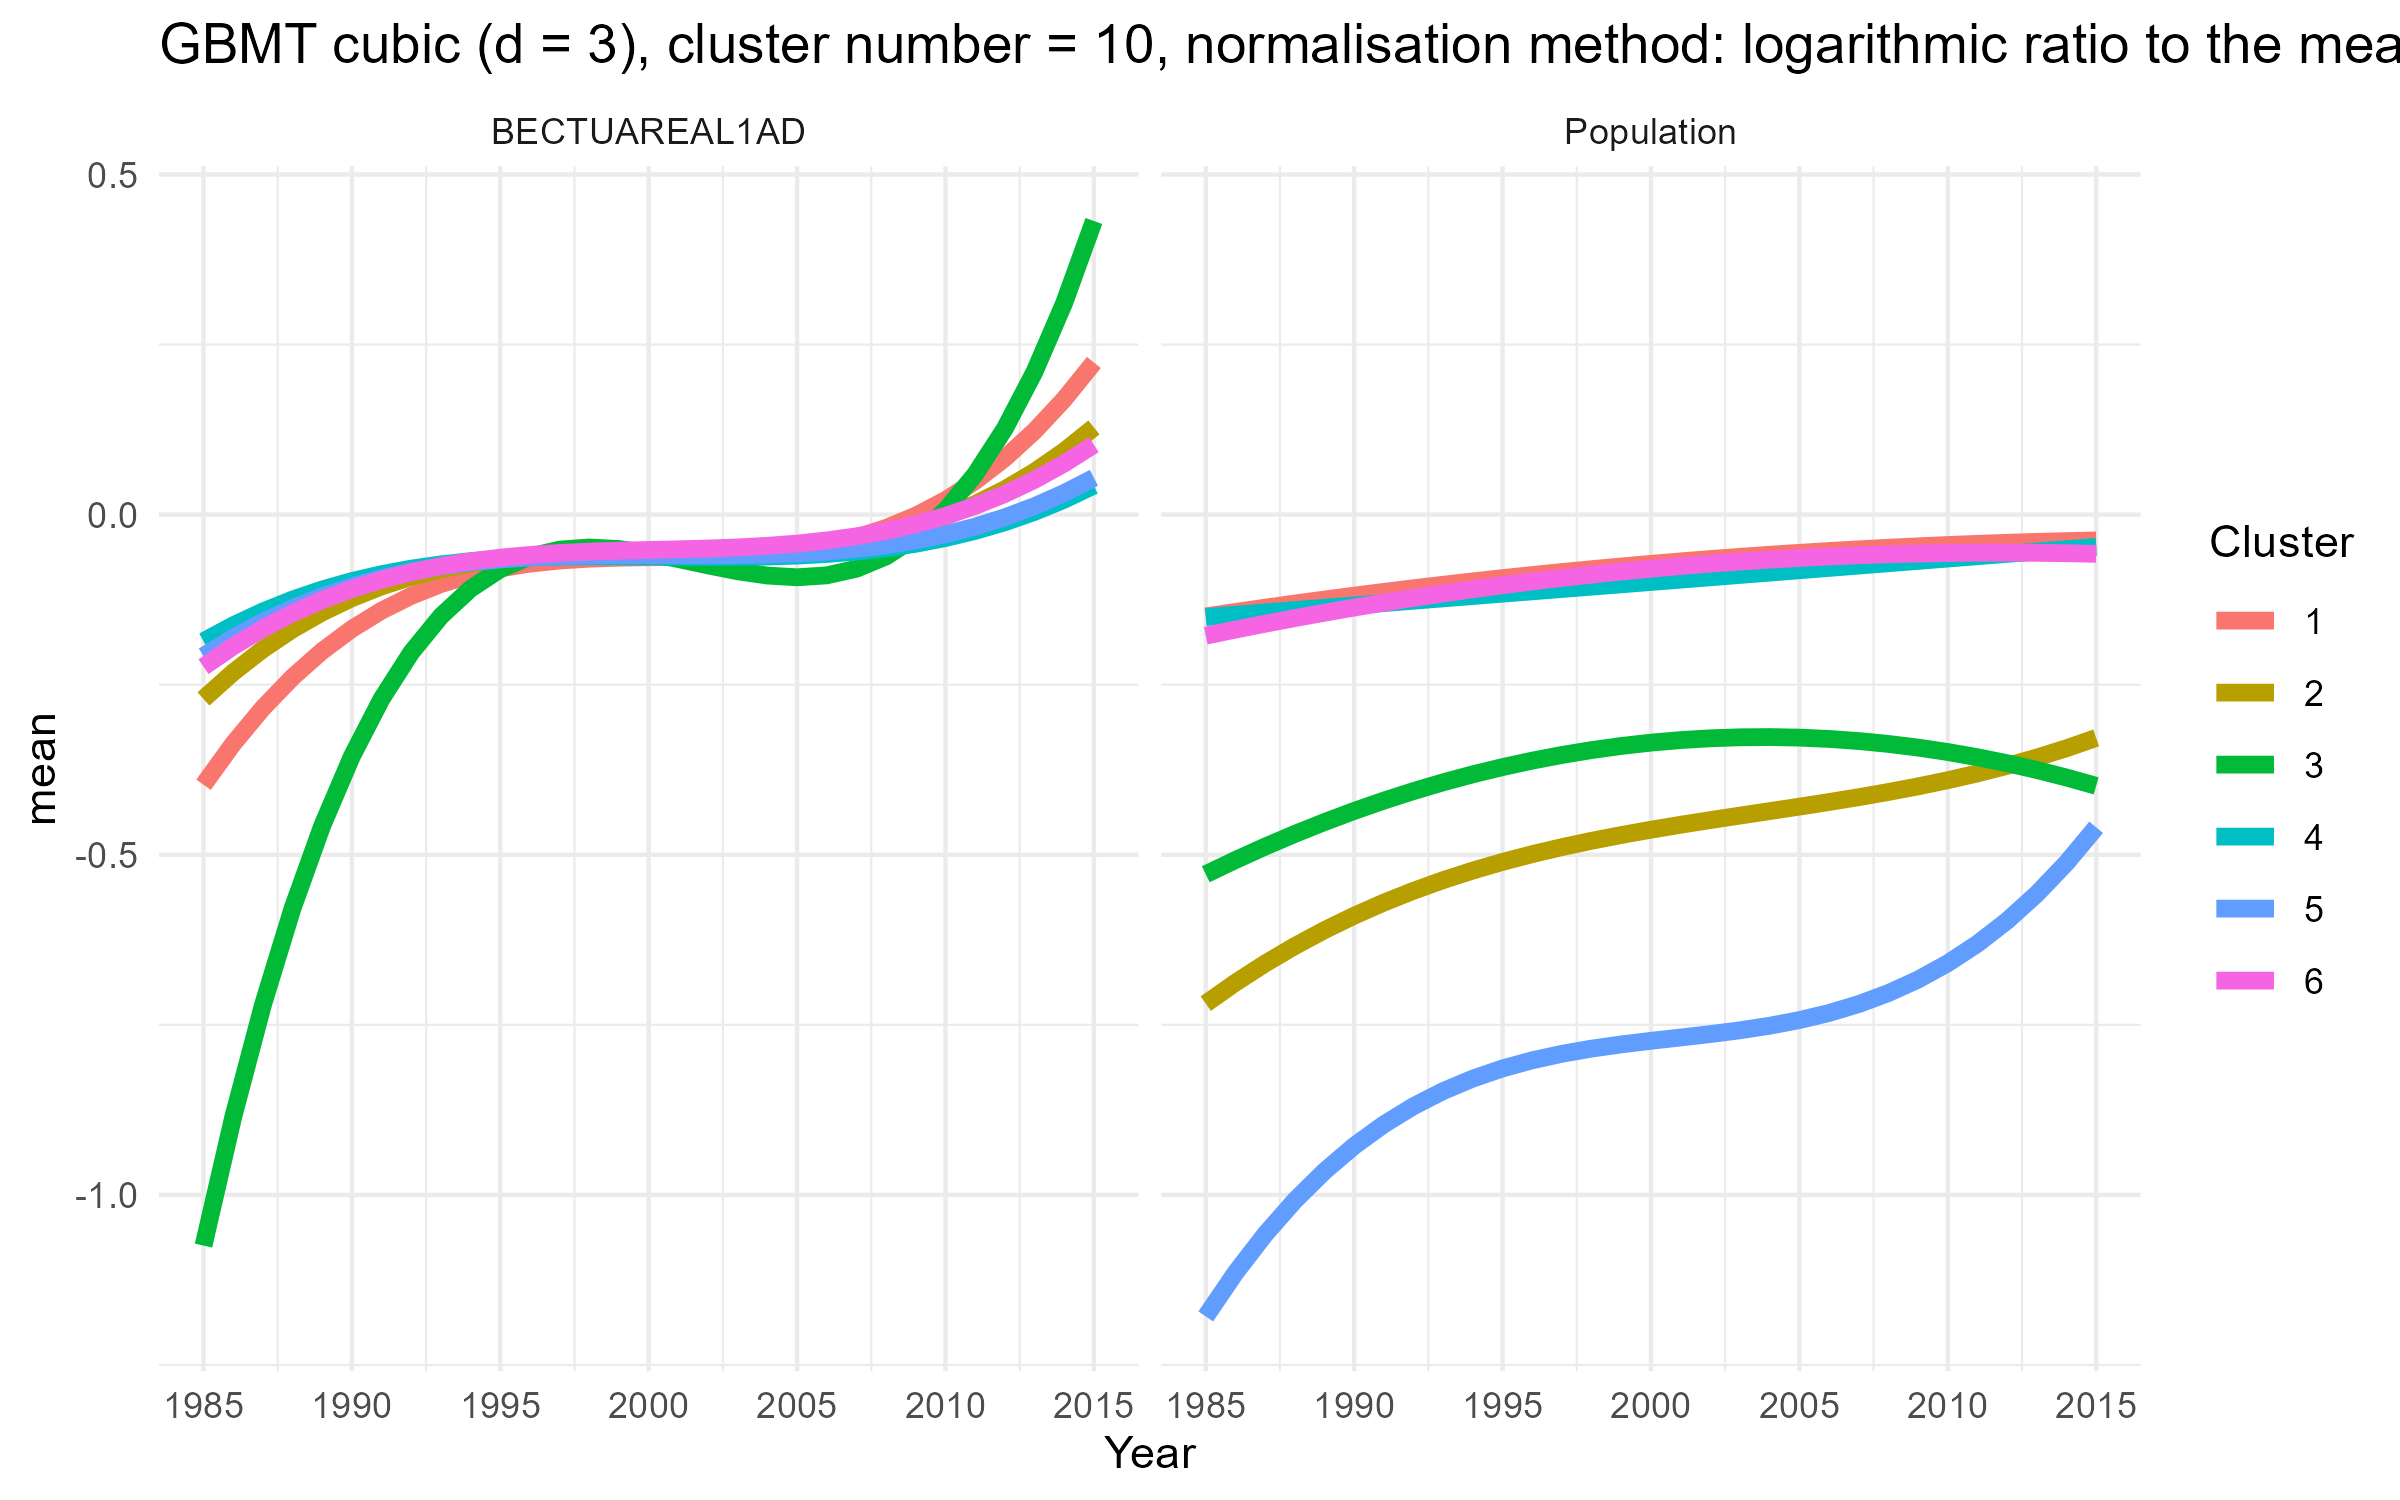 GBMT cubic (d = 3), cluster number = 10, normalisation method: logarithmic ratio to the mea
BECTUAREAL1AD
Population
0.5
0.0
-0.5
-1.0
mean
1985 1990 1995 2000 2005 2010 2015
1985 1990 1995 2000 2005 2010 2015
Year
Cluster
1
2
3
4
5
6